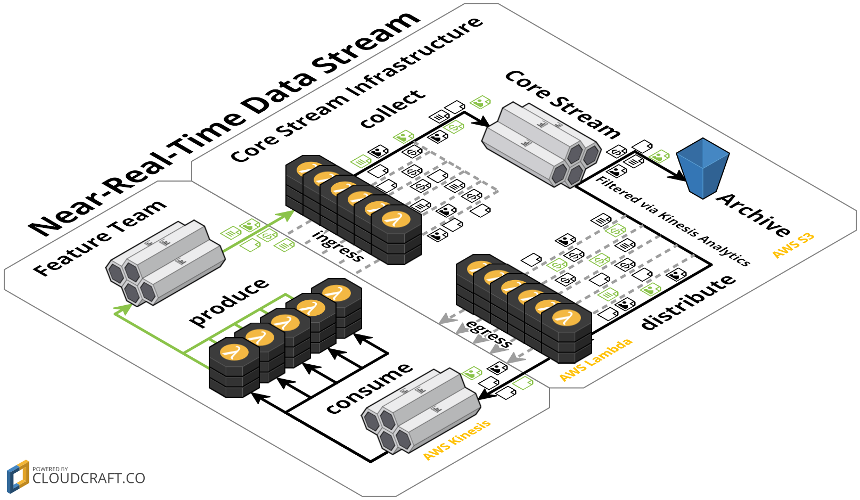 Near-Real-Time Data Stream
Core Stream Infrastructure
collect
Core Stream
Feature Team
ingress
Filtered via Kinesis Analytics
Archive
AWS S3
produce
distribute
egress
AWS Lambda
consume
AWS Kinesis
POWERED BY
CLOUDCRAFT.CO